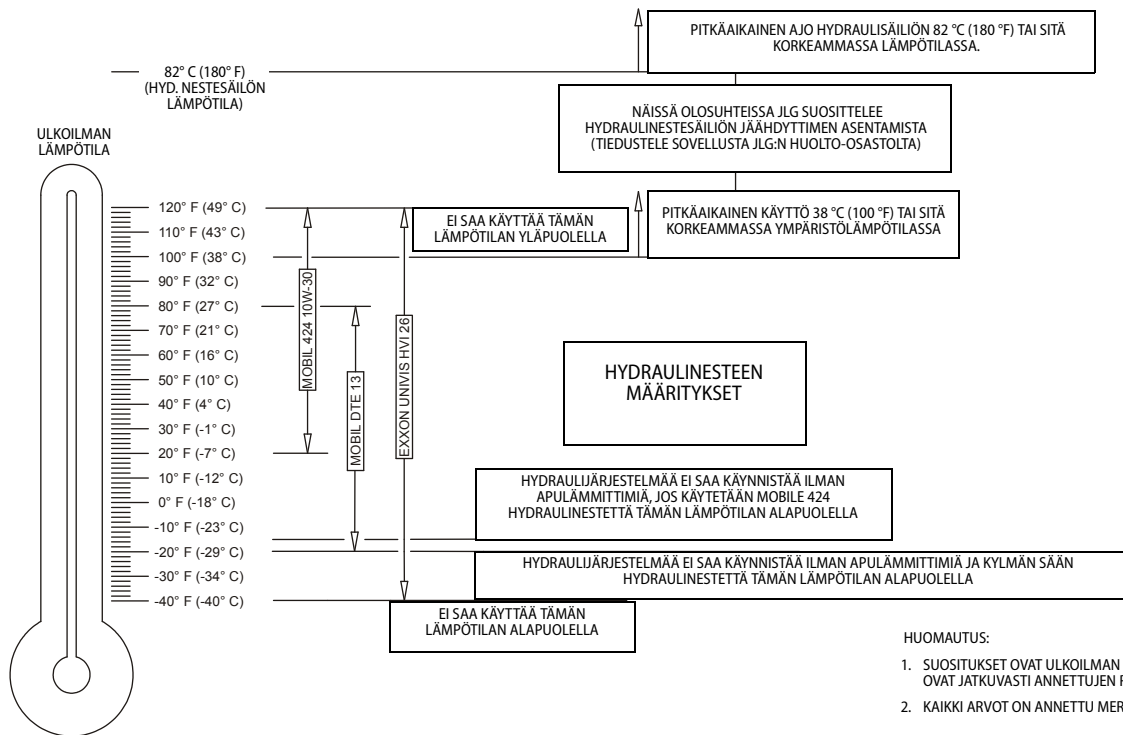 PITKÄAIKAINEN AJO HYDRAULISÄILIÖN 82 °C (180 °F) TAI SITÄ
KORKEAMMASSA LÄMPÖTILASSA.
82° C (180° F)
(HYD. NESTESÄILÖN
LÄMPÖTILA)
NÄISSÄ OLOSUHTEISSA JLG SUOSITTELEE
HYDRAULINESTESÄILIÖN JÄÄHDYTTIMEN ASENTAMISTA
(TIEDUSTELE SOVELLUSTA JLG:N HUOLTO-OSASTOLTA)
ULKOILMAN
LÄMPÖTILA
120° F (49° C)
110° F (43° C)
100° F (38° C)
90° F (32° C)
80° F (27° C)
70° F (21° C)
60° F (16° C)
50° F (10° C)
40° F (4° C)
30° F (-1° C)
20° F (-7° C)
10° F (-12° C)
0° F (-18° C)
-10° F (-23° C)
-20° F (-29° C)
-30° F (-34° C)
-40° F (-40° C)
MOBIL 424 10W-30
MOBIL DTE 13
EXXON UNIVIS HVI 26
EI SAA KÄYTTÄÄ TÄMÄN
LÄMPÖTILAN YLÄPUOLELLA
PITKÄAIKAINEN KÄYTTÖ 38 °C (100 °F) TAI SITÄ
KORKEAMMASSA YMPÄRISTÖLÄMPÖTILASSA
HYDRAULINESTEEN
MÄÄRITYKSET
HYDRAULIJÄRJESTELMÄÄ EI SAA KÄYNNISTÄÄ ILMAN
APULÄMMITTIMIÄ, JOS KÄYTETÄÄN MOBILE 424
HYDRAULINESTETTÄ TÄMÄN LÄMPÖTILAN ALAPUOLELLA
HYDRAULIJÄRJESTELMÄÄ EI SAA KÄYNNISTÄÄ ILMAN APULÄMMITTIMIÄ JA KYLMÄN SÄÄN
HYDRAULINESTETTÄ TÄMÄN LÄMPÖTILAN ALAPUOLELLA
EI SAA KÄYTTÄÄ TÄMÄN
LÄMPÖTILAN ALAPUOLELLA
HUOMAUTUS:
1. SUOSITUKSET OVAT ULKOILMAN
OVAT JATKUVASTI ANNETTUJEN
2. KAIKKI ARVOT ON ANNETTU